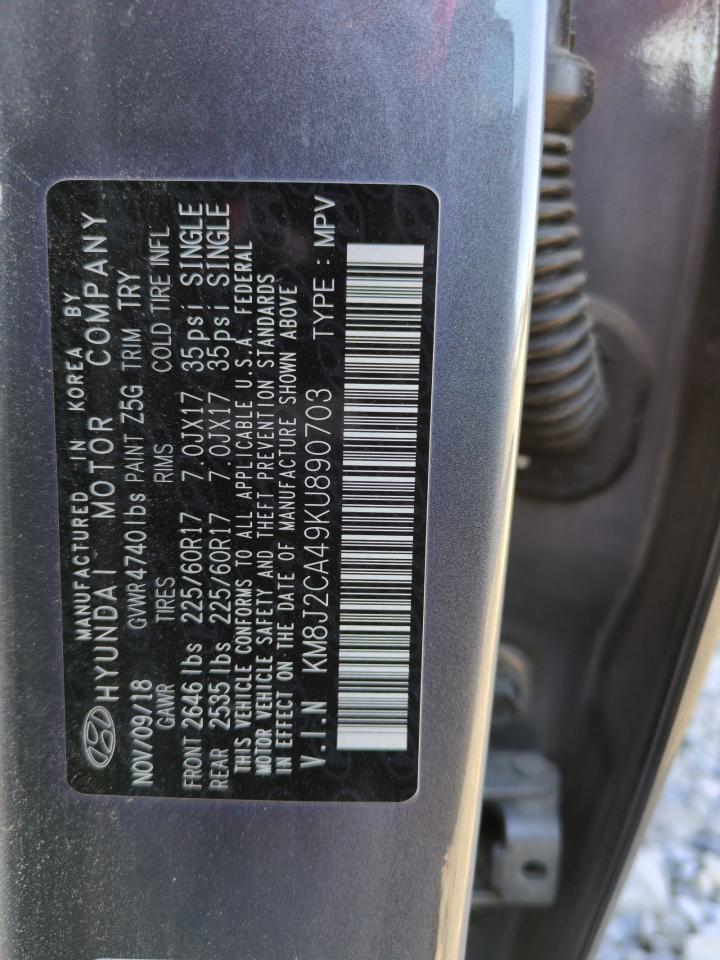 MANUFACTURED IN KOREA BY
HYUNDAI MOTOR COMPANY
NOV/09/18 GVWR 4740 lbs PAINT Z5G TRIM TRY
GAWR TIRES RIMS COLD TIRE INFL
FRONT 2646 lbs 225/60R17 7.0JX17 35psi SINGLE
REAR 2535 lbs 225/60R17 7.0JX17 35psi SINGLE
THIS VEHICLE CONFORMS TO ALL APPLICABLE U.S.A. FEDERAL
MOTOR VEHICLE SAFETY AND THEFT PREVENTION STANDARDS
IN EFFECT ON THE DATE OF MANUFACTURE SHOWN ABOVE
V.I.N KM8J2CA49KU890703 TYPE : MPV